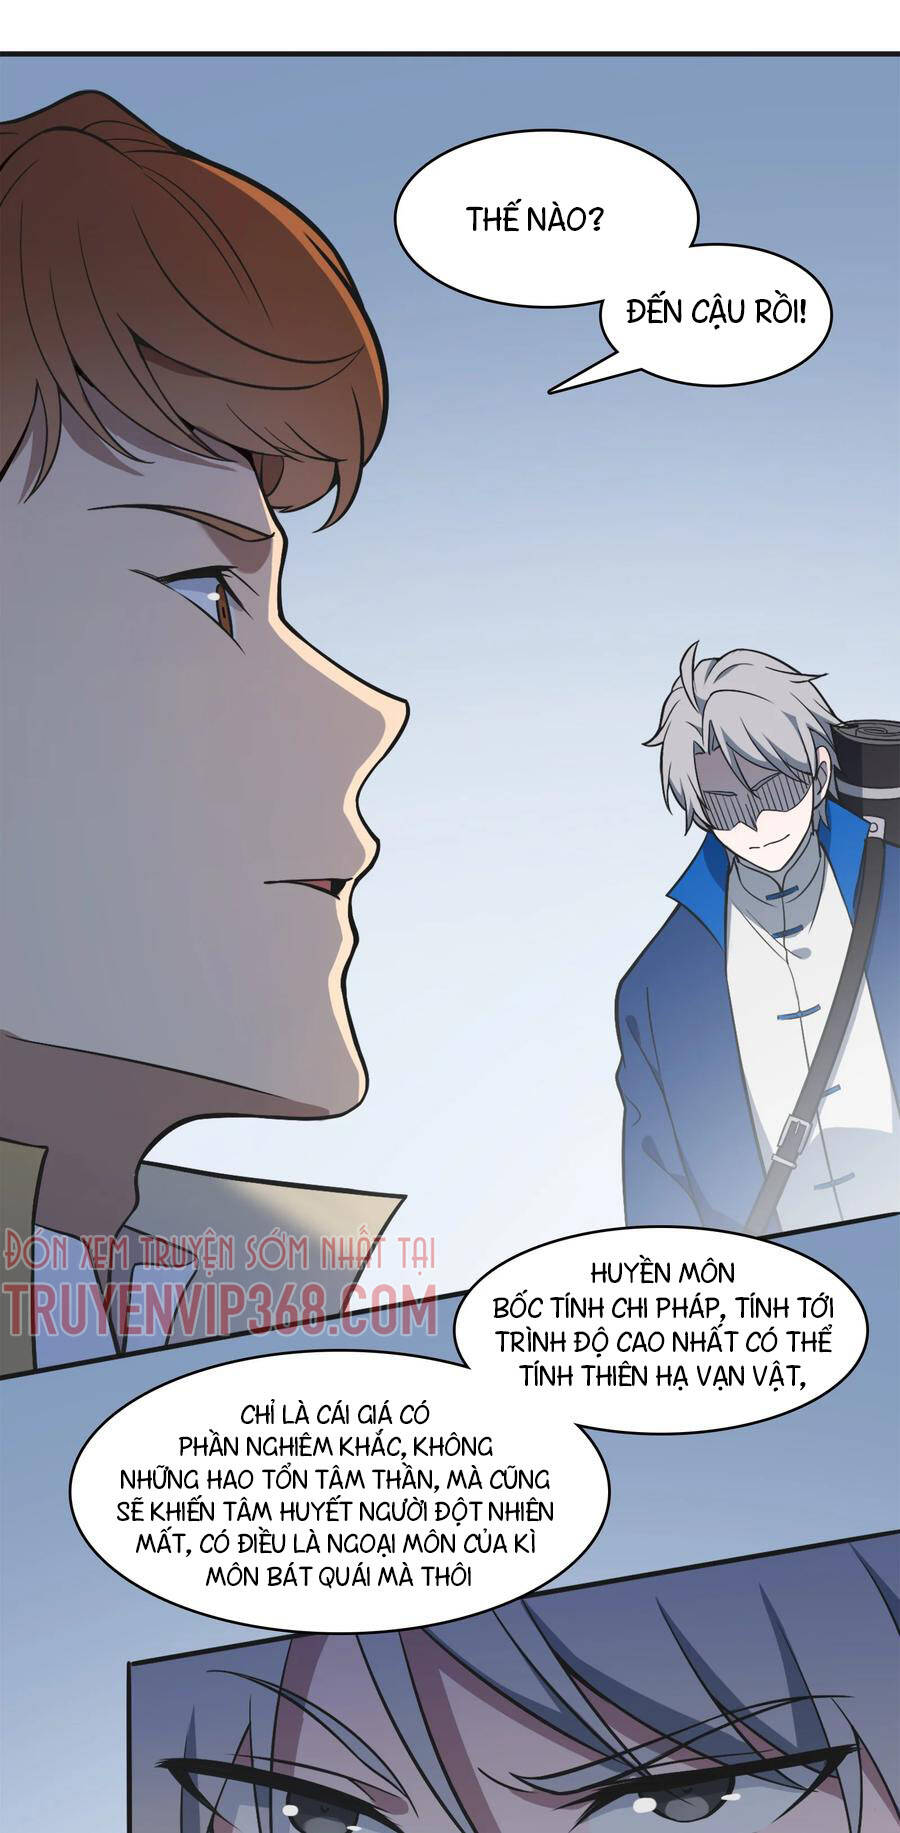 THẾ NÀO?
ĐẾN CẬU RỒI!
ĐÓN XEM TRUYỆN SỚM NHẤT TẠI
TRUYENVIP368.COM
HUYỀN MÔN
BỐC TÍNH CHI PHÁP, TÍNH TỚI
TRÌNH ĐỘ CAO NHẤT CÓ THỂ
TÍNH THIÊN HẠ VẠN VẬT,
CHỈ LÀ CÁI GIÁ CÓ
PHẦN NGHIÊM KHẮC, KHÔNG
NHỮNG HAO TỔN TÂM THẦN, MÀ CŨNG
SẼ KHIẾN TÂM HUYẾT NGƯỜI ĐỘT NHIÊN
MẤT, CÓ ĐIỀU LÀ NGOẠI MÔN CỦA KÌ
MÔN BÁT QUÁI MÀ THÔI